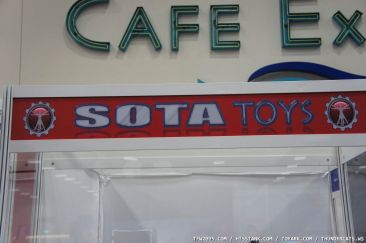 CAFE EX
SOTA TOYS
TFW2005.COM / HISSTANK.COM / TOYARK.COM / THUNDERCATS.WS